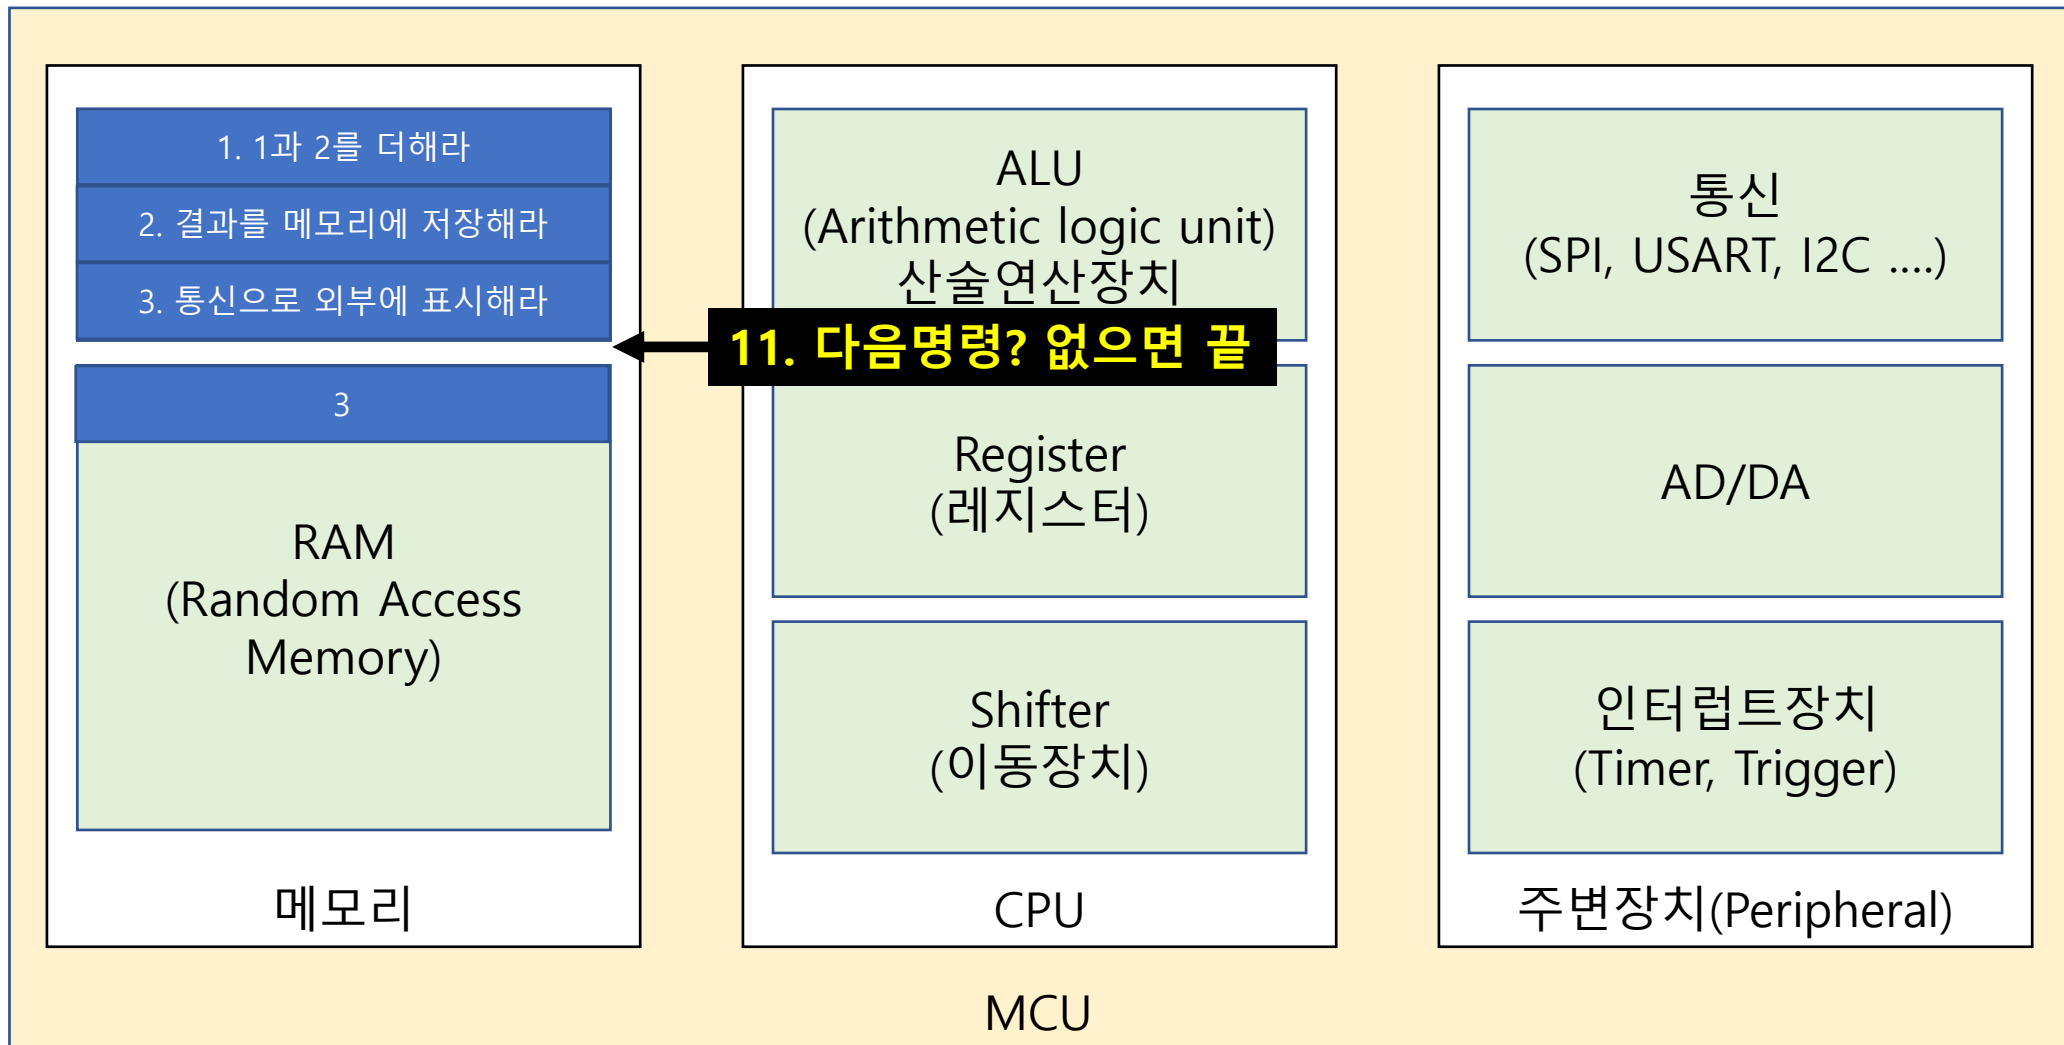 1. 1과 2를 더해라
2. 결과를 메모리에 저장해라
3. 통신으로 외부에 표시해라
3
RAM
(Random Access
Memory)
메모리
ALU
(Arithmetic logic unit)
산술연산장치
11. 다음명령? 없으면 끝
Register
(레지스터)
Shifter
(이동장치)
CPU
통신
(SPI, USART, I2C ....)
AD/DA
인터럽트장치
(Timer, Trigger)
주변장치(Peripheral)
MCU